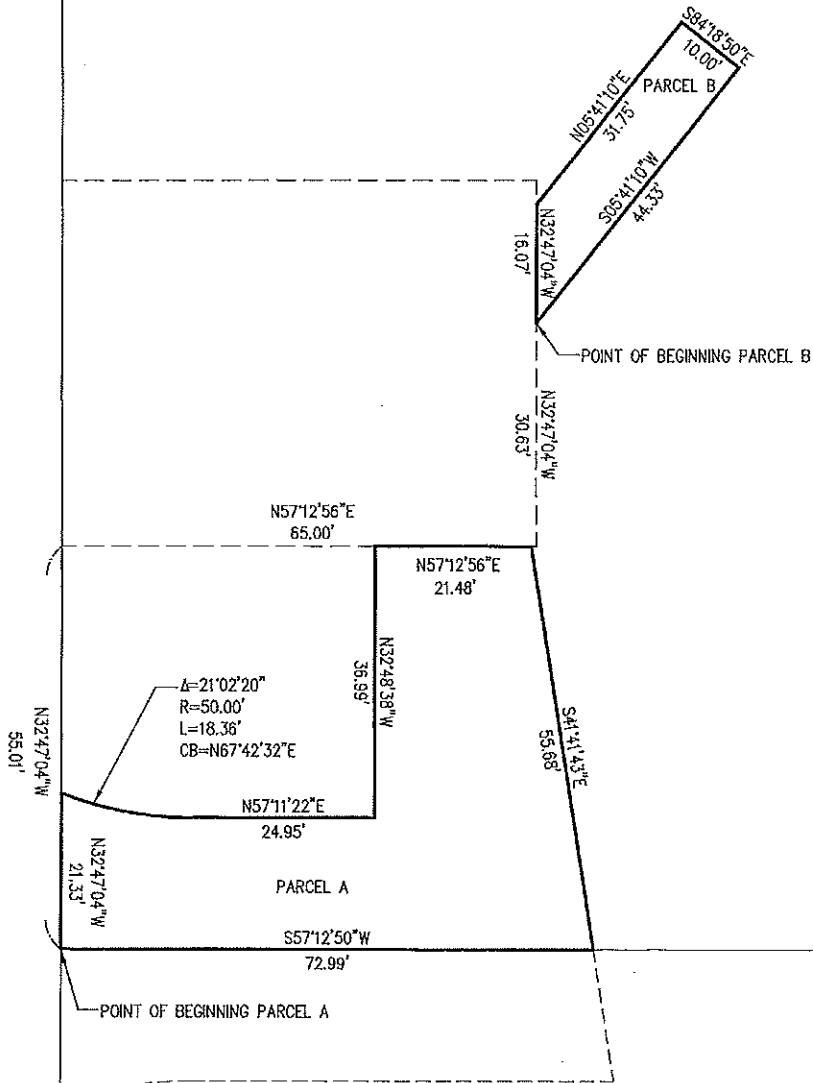 S84°18'50"E
10.00'
PARCEL B
N05°41'10"E
31.75'
S05°41'10"W
44.33'
N32°47'04"W
16.07'
POINT OF BEGINNING PARCEL B
N32°47'04"W
30.63'
N57°12'56"E
65.00'
N57°12'56"E
21.48'
N32°48'38"W
36.99'
Δ=21°02'20"
R=50.00'
L=18.36'
CB=N67°42'32"E
S41°41'43"E
55.68'
N32°47'04"W
55.01'
N57°11'22"E
24.95'
N32°47'04"W
21.33'
PARCEL A
S57°12'50"W
72.99'
POINT OF BEGINNING PARCEL A